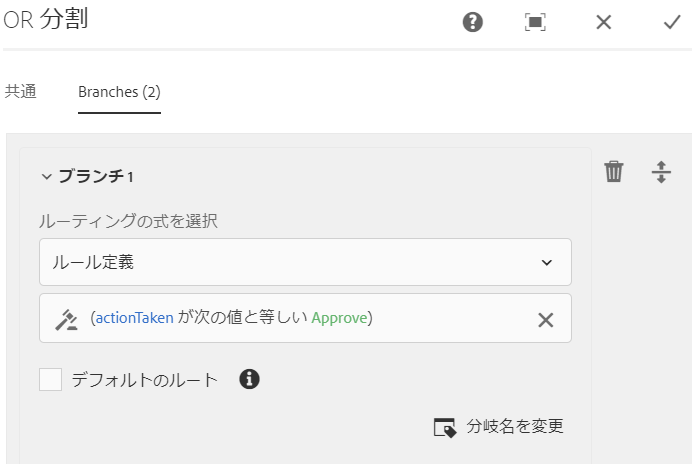 OR 分割
共通 Branches (2)
ブランチ 1
ルーティングの式を選択
ルール定義
(actionTaken が次の値と等しい Approve)
デフォルトのルート
分岐名を変更